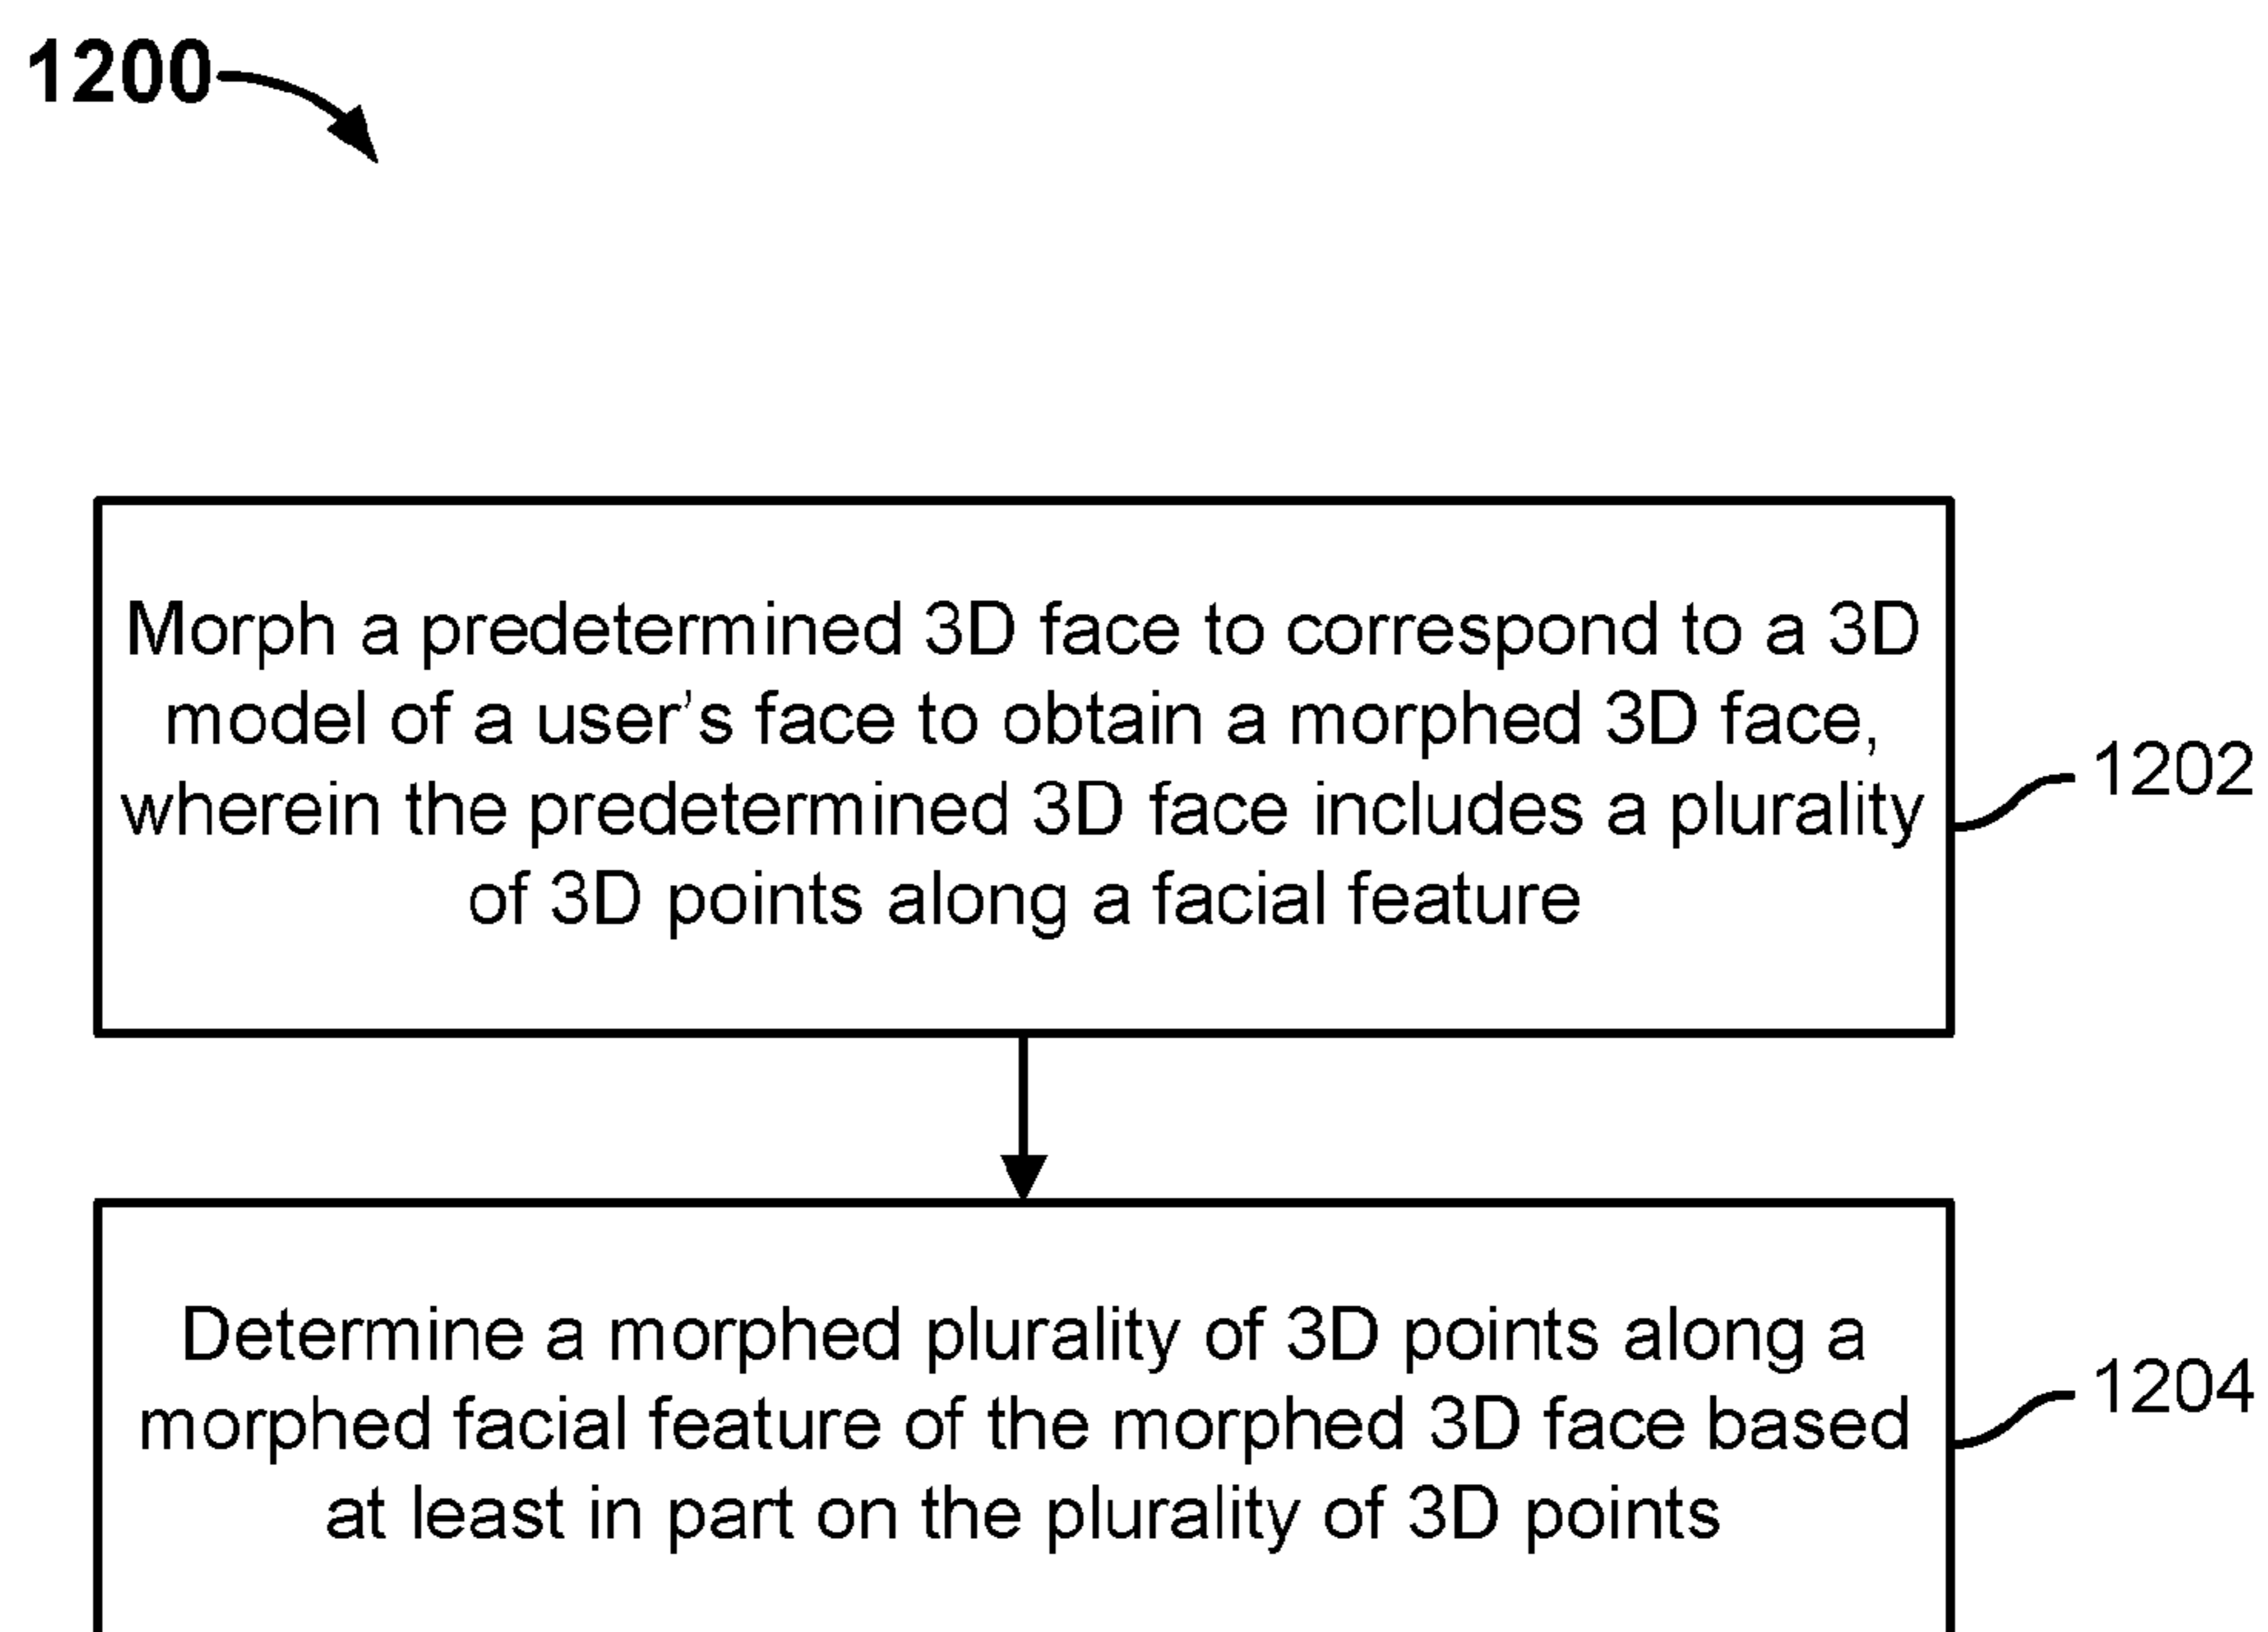 1200
Morph a predetermined 3D face to correspond to a 3D
model of a user's face to obtain a morphed 3D face,
wherein the predetermined 3D face includes a plurality
of 3D points along a facial feature
1202
Determine a morphed plurality of 3D points along a
morphed facial feature of the morphed 3D face based
at least in part on the plurality of 3D points
1204